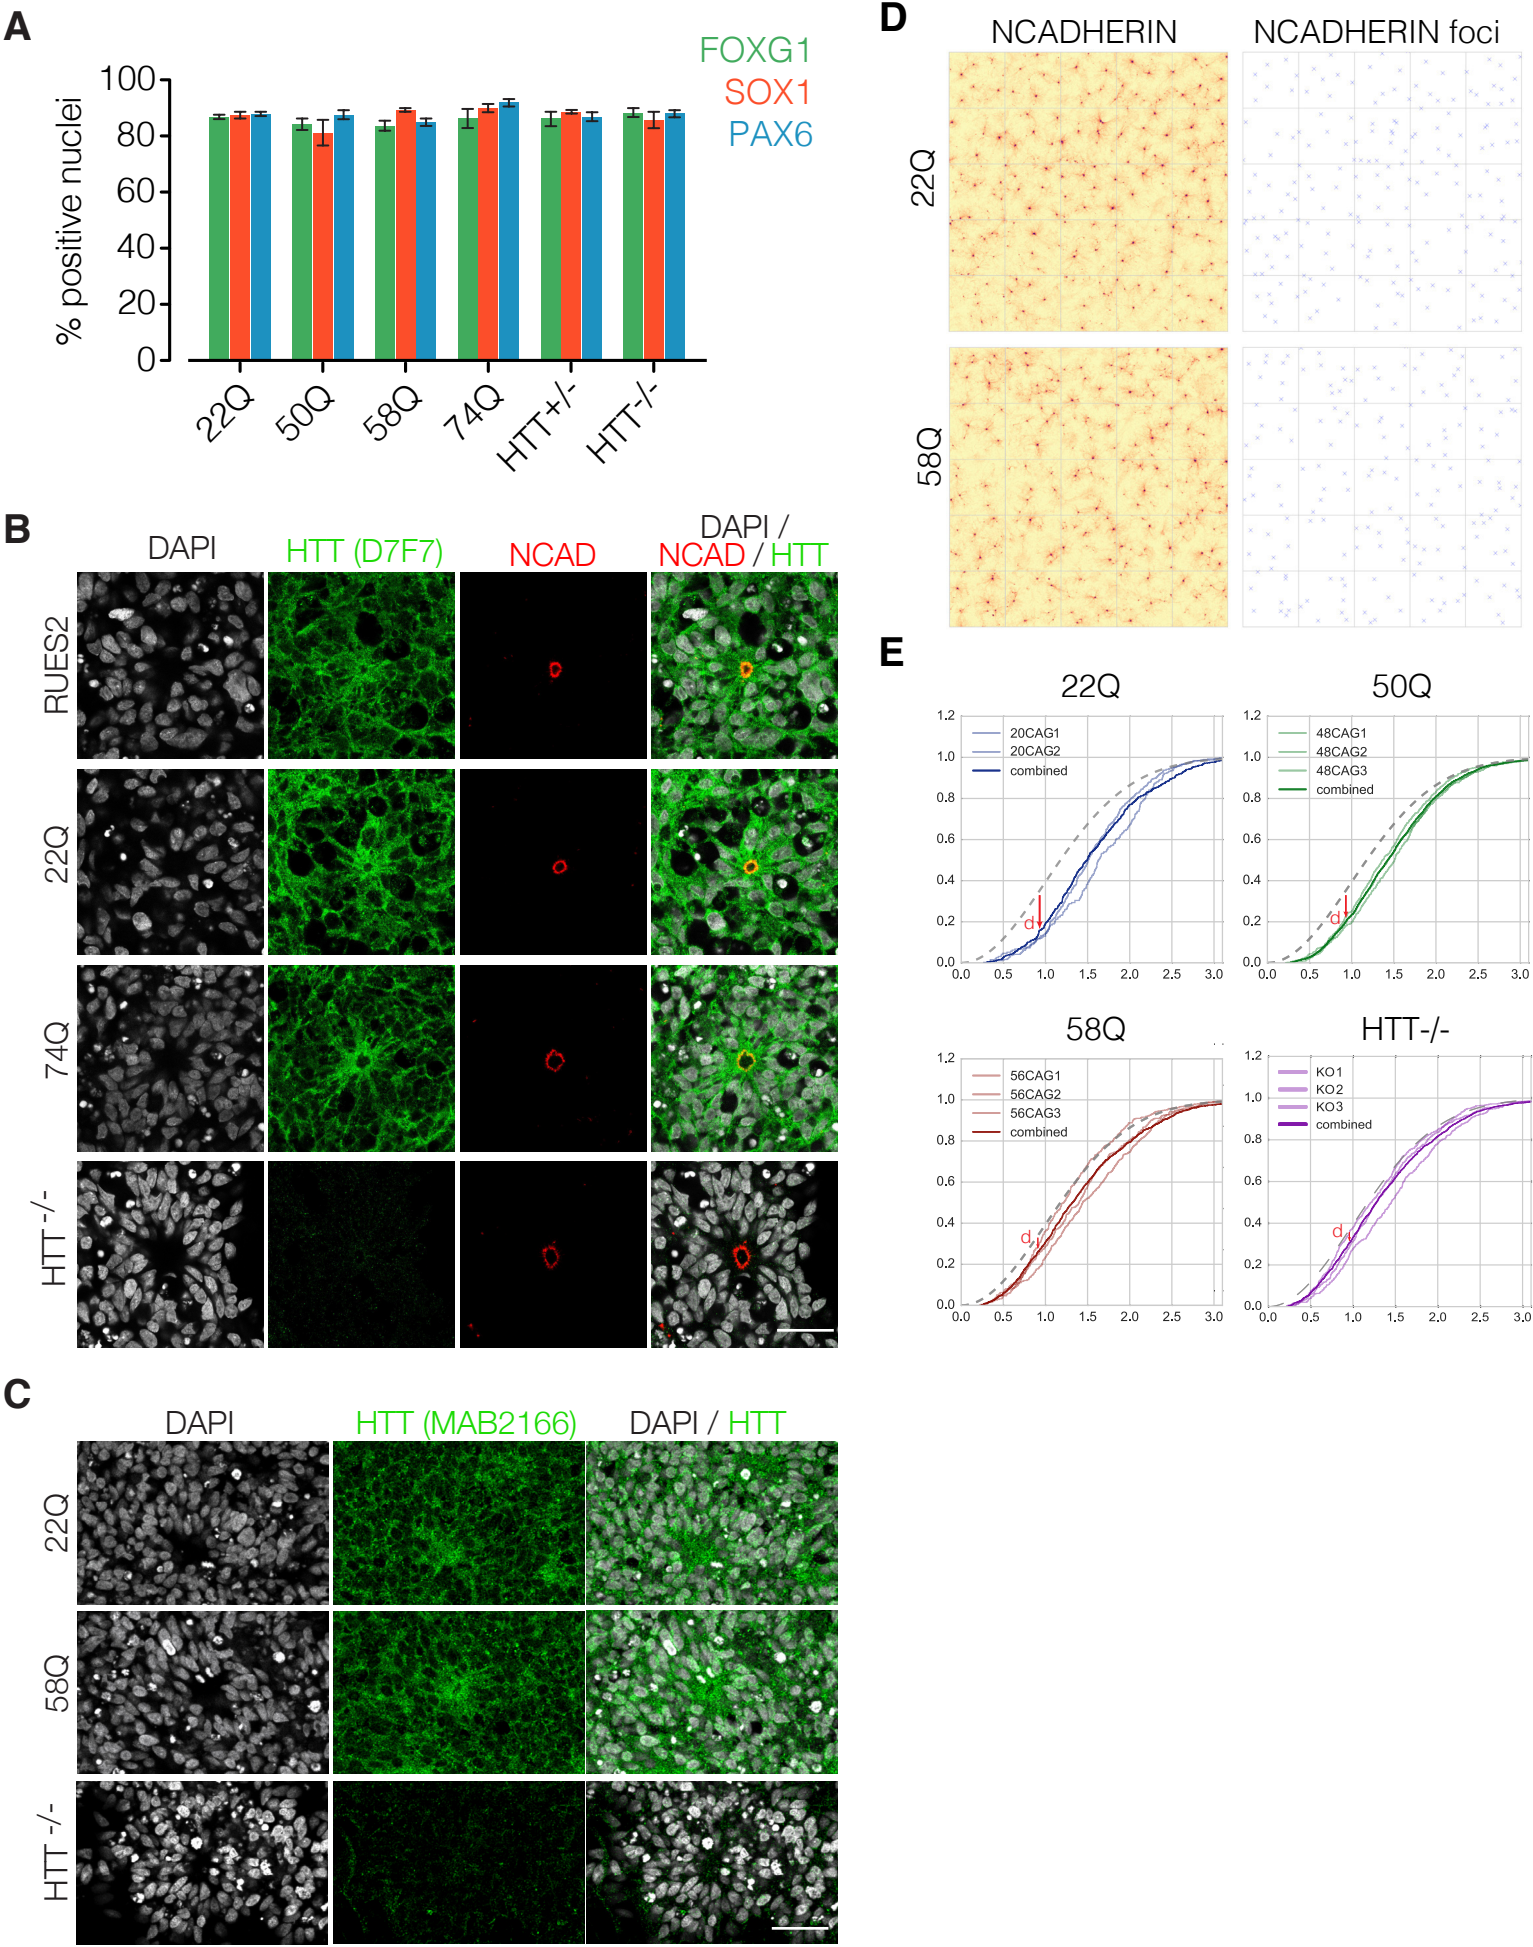 A
FOXG1
SOX1
PAX6
% positive nuclei
100
80
60
40
20
0
22Q
50Q
58Q
74Q
HTT+/-
HTT-/-
B
DAPI
HTT (D7F7)
NCAD
DAPI /
NCAD / HTT
RUES2
22Q
74Q
HTT -/-
C
DAPI
HTT (MAB2166)
DAPI / HTT
22Q
58Q
HTT -/-
D
NCADHERIN
NCADHERIN foci
22Q
58Q
E
22Q
1.2
1.0
0.8
0.6
0.4
0.2
0.0
20CAG1
20CAG2
combined
d
0.0 0.5 1.0 1.5 2.0 2.5 3.0
50Q
1.2
1.0
0.8
0.6
0.4
0.2
0.0
48CAG1
48CAG2
48CAG3
combined
d
0.0 0.5 1.0 1.5 2.0 2.5 3.0
58Q
1.2
1.0
0.8
0.6
0.4
0.2
0.0
56CAG1
56CAG2
56CAG3
combined
d
0.0 0.5 1.0 1.5 2.0 2.5 3.0
HTT-/-
1.2
1.0
0.8
0.6
0.4
0.2
0.0
KO1
KO2
KO3
combined
d
0.0 0.5 1.0 1.5 2.0 2.5 3.0